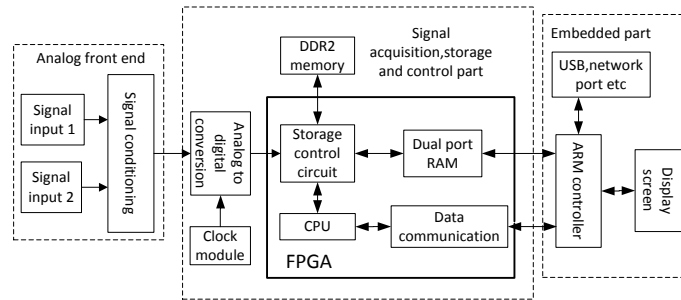 Analog front end
Signal
input 1
Signal
input 2
Signal conditioning
DDR2
memory
Signal
acquisition,storage
and control part
Analog to
digital
conversion
Clock
module
Storage
control
circuit
Dual port
RAM
CPU
Data
communication
FPGA
Embedded part
USB,network
port etc
ARM controller
Display
screen